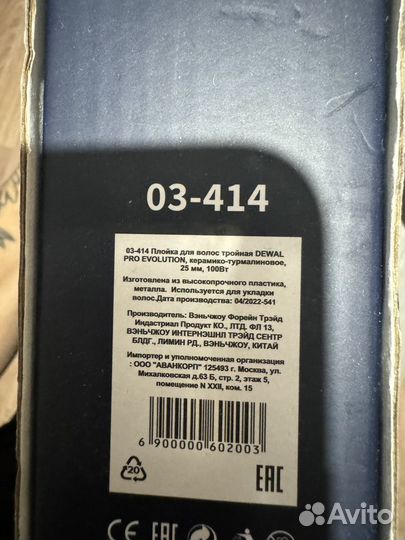 03-414
03-414 Плойка для волос тройная DEWAL
PRO EVOLUTION, керамико-турмалиновое,
25 мм, 100Вт
Изготовлена из высокопрочного пластика,
металла. Используется для укладки
волос.Дата производства: 04/2022-541
Производитель: Вэньчжоу Форейн Трэйд
Индастриал Продукт КО., ЛТД. ФЛ 13,
ВЭНЬЧЖОУ ИНТЕРНЭШНЛ ТРЭЙД СЕНТР
БЛДГ., ЛИМИН РД., ВЭНЬЧЖОУ, КИТАЙ
Импортер и уполномоченная организация
: ООО "АВАНКОРП" 125493 г. Москва, ул.
Михалковская д.63 Б, стр. 2, этаж 5,
помещение N XXII, ком. 15
6 900000 602003
20
EAC
CE EAC
Avito